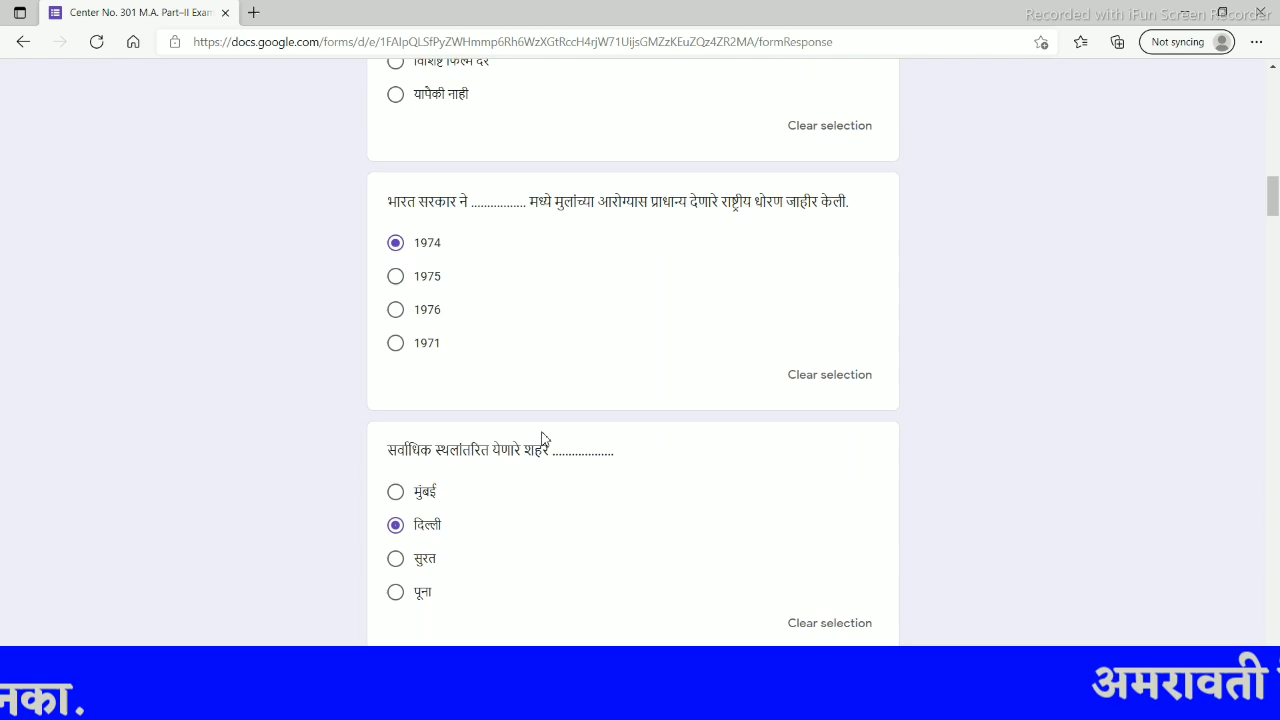 Center No. 301 M.A. Part–II Exam
Recorded with iFun Screen Recorder
https://docs.google.com/forms/d/e/1FAIpQLSfPyZWHmmp6Rh6WzXGtRccH4rjW71UijsGMZzKEuZQz4ZR2MA/formResponse
Not syncing
विशिष्ट फिल्म दर
यापैकी नाही
Clear selection
भारत सरकार ने ................ मध्ये मुलांच्या आरोग्यास प्राधान्य देणारे राष्ट्रीय धोरण जाहीर केली.
1974
1975
1976
1971
Clear selection
सर्वाधिक स्थलांतरित येणारे शहर ...................
मुंबई
दिल्ली
सुरत
पूना
Clear selection
नका.
अमरावती